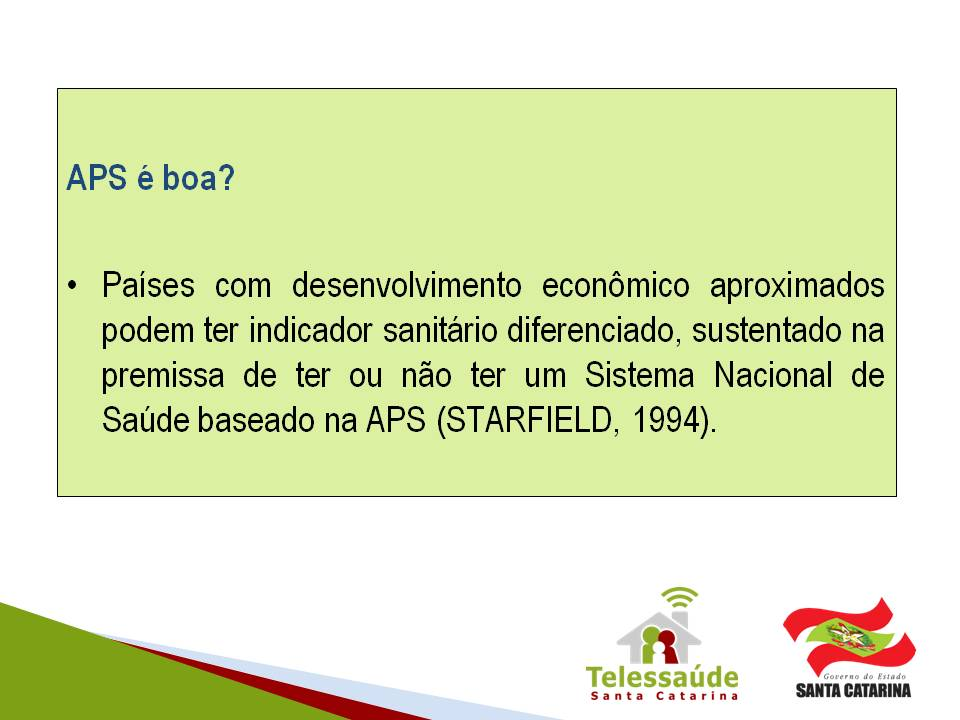 APS é boa?
• Países com desenvolvimento econômico aproximados
podem ter indicador sanitário diferenciado, sustentado na
premissa de ter ou não ter um Sistema Nacional de
Saúde baseado na APS (STARFIELD, 1994).
Telessaúde
Santa Catarina
Governo do Estado
SANTA CATARINA